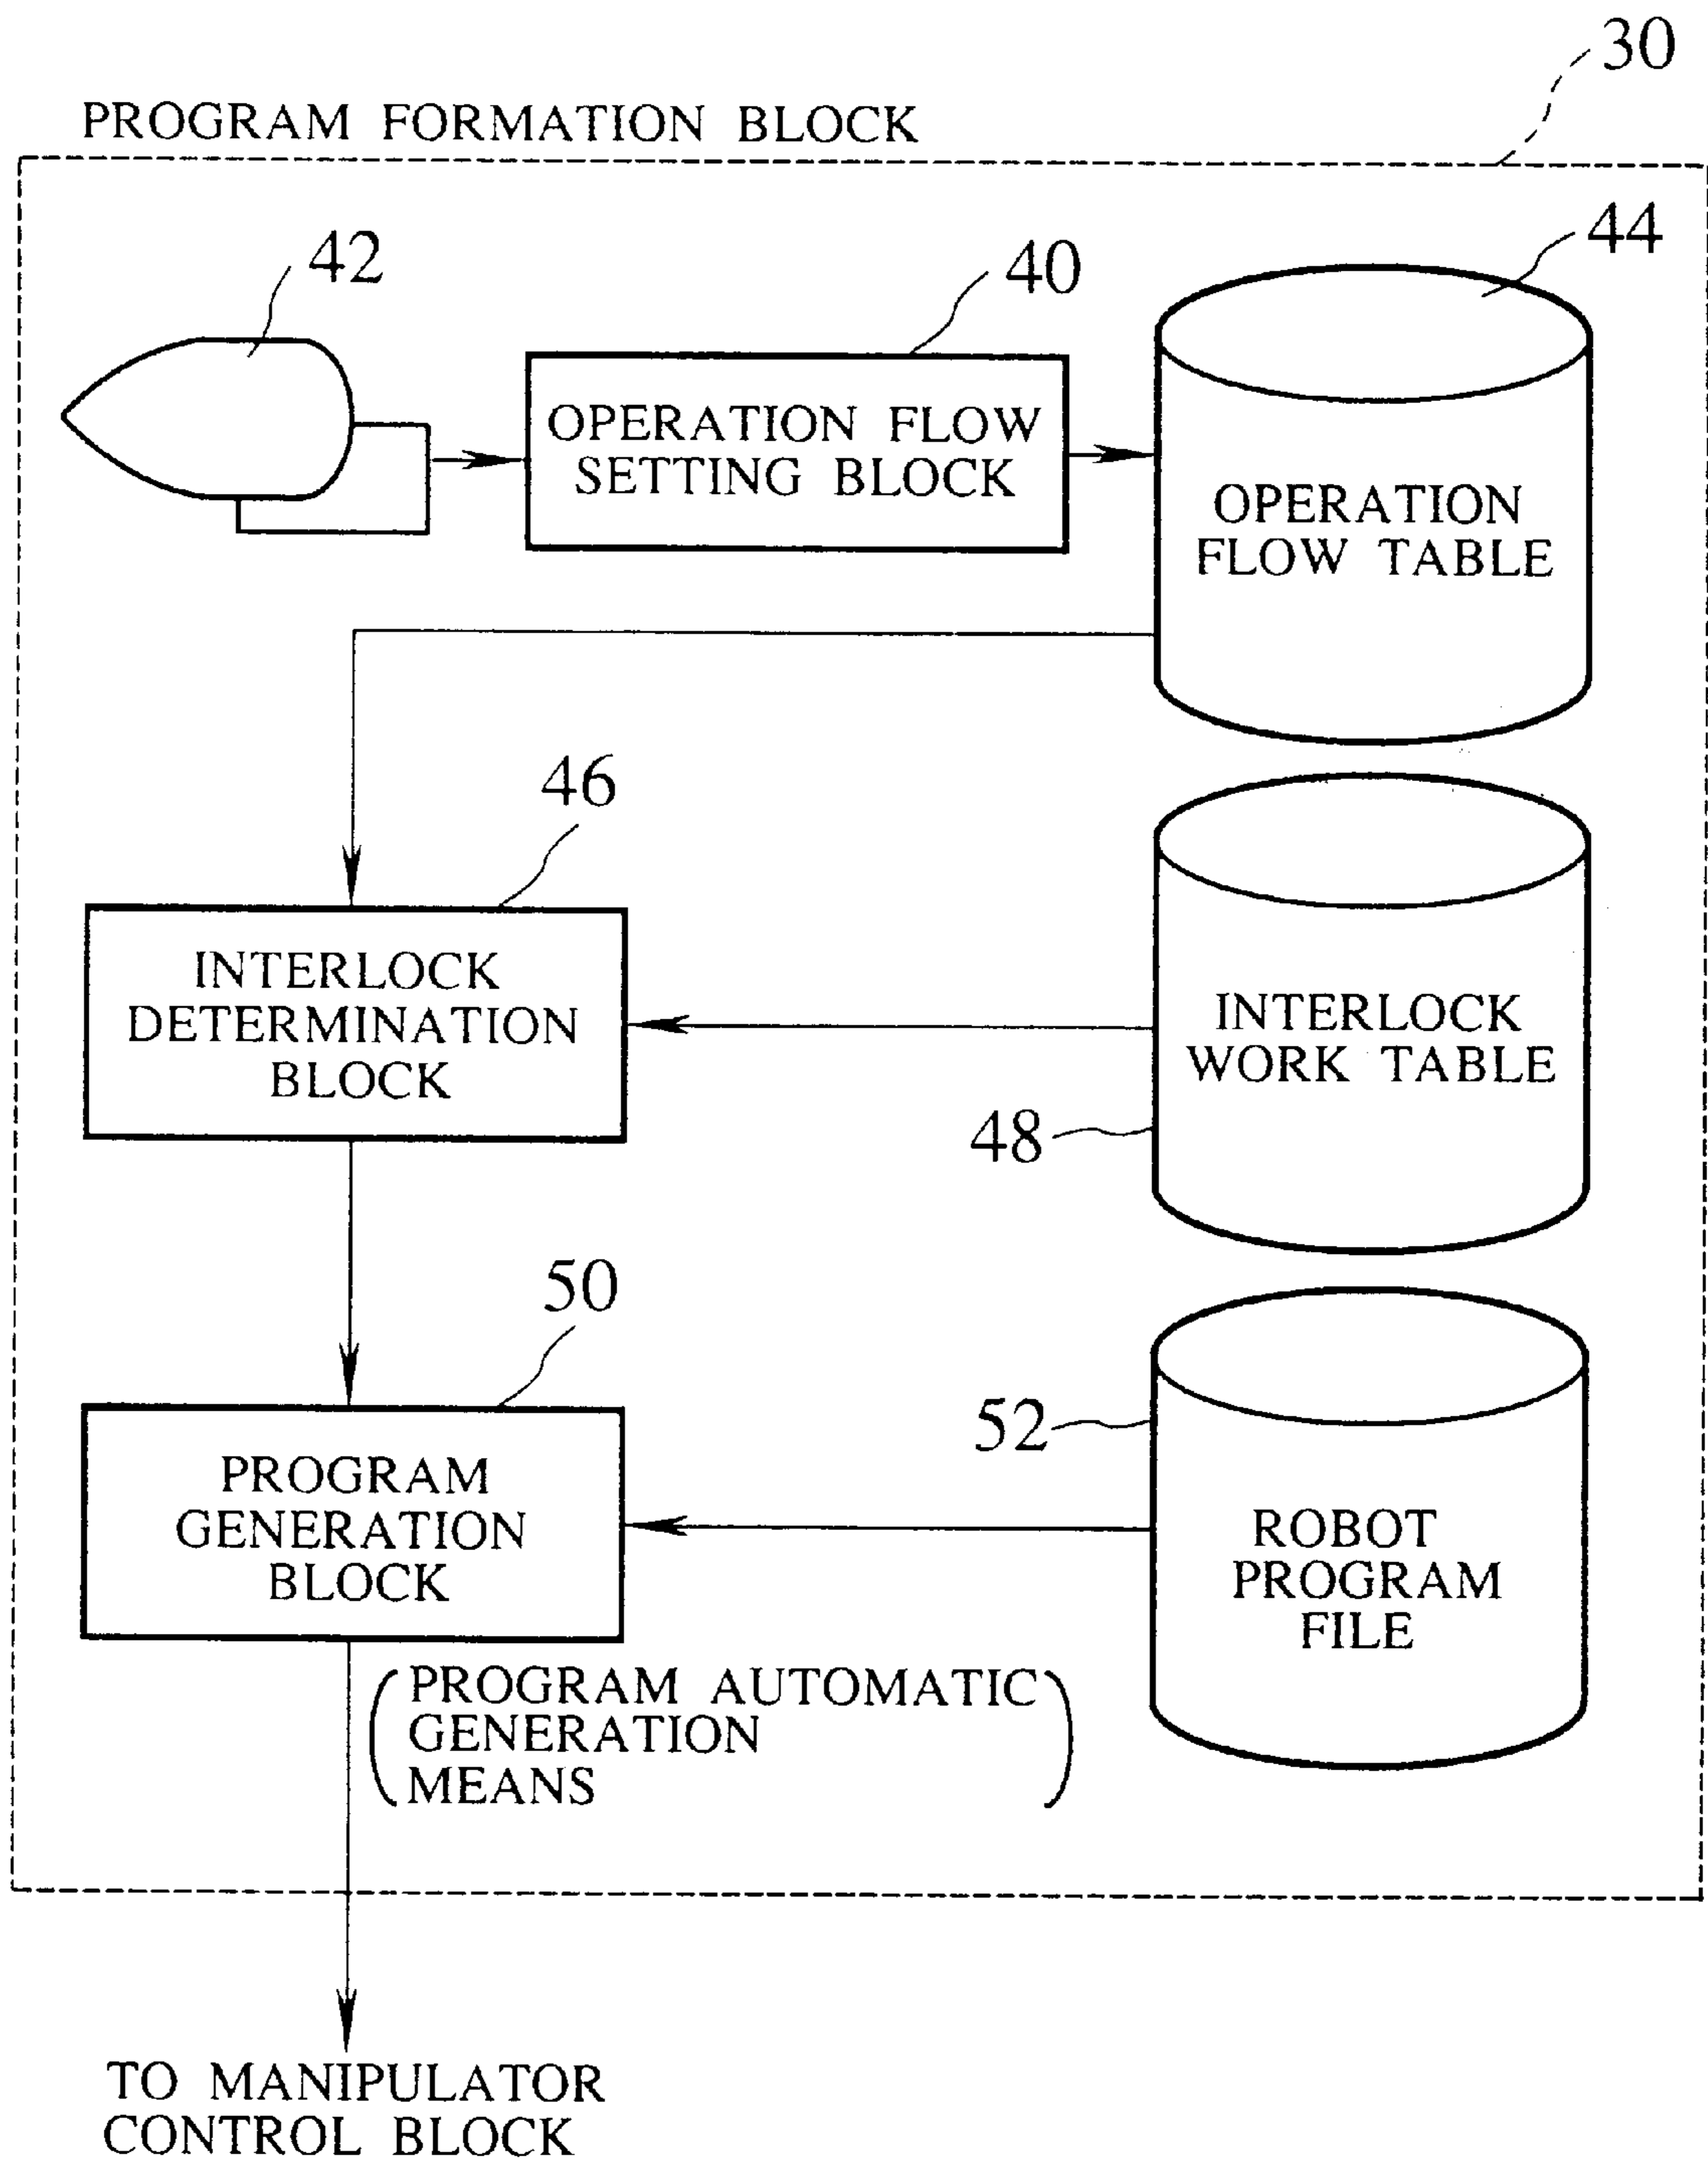 30
PROGRAM FORMATION BLOCK
42
40
44
OPERATION FLOW
SETTING BLOCK
OPERATION
FLOW TABLE
46
INTERLOCK
DETERMINATION
BLOCK
INTERLOCK
WORK TABLE
48
50
PROGRAM
GENERATION
BLOCK
52
ROBOT
PROGRAM
FILE
(PROGRAM AUTOMATIC
GENERATION
MEANS)
TO MANIPULATOR
CONTROL BLOCK